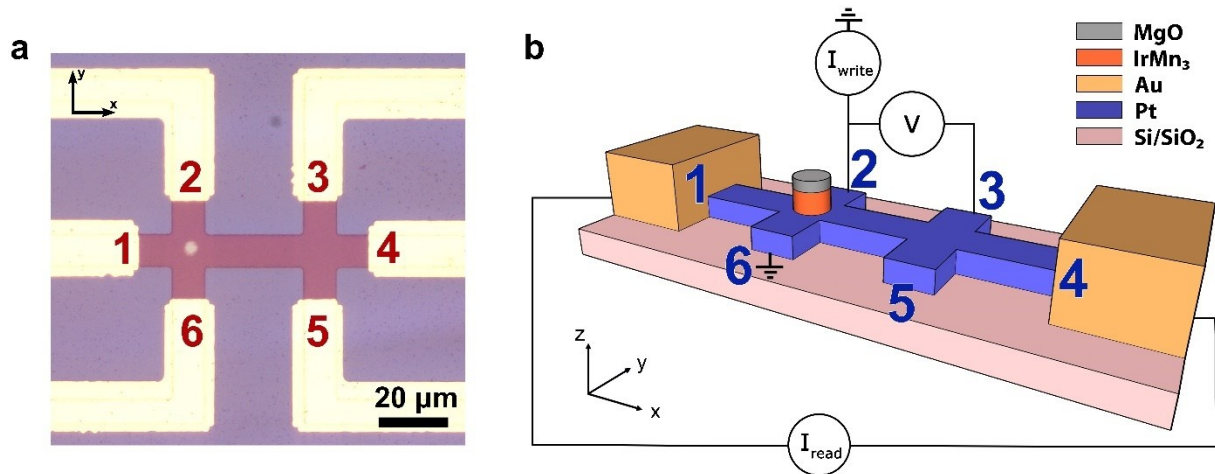 a
y
x
1
2
3
4
5
6
20 µm
b
I_write
V
MgO
IrMn₃
Au
Pt
Si/SiO₂
1
2
3
4
5
6
z
y
x
I_read